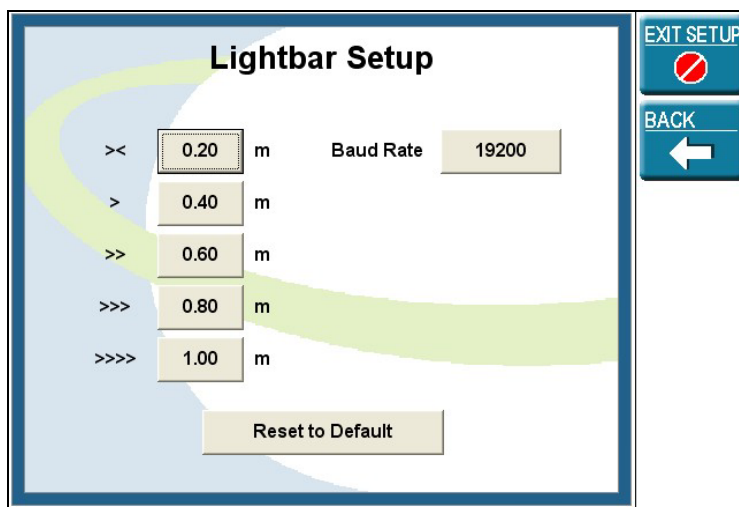 Lightbar Setup
>< 0.20 m Baud Rate 19200
> 0.40 m
>> 0.60 m
>>> 0.80 m
>>>> 1.00 m
Reset to Default
EXIT SETUP
BACK